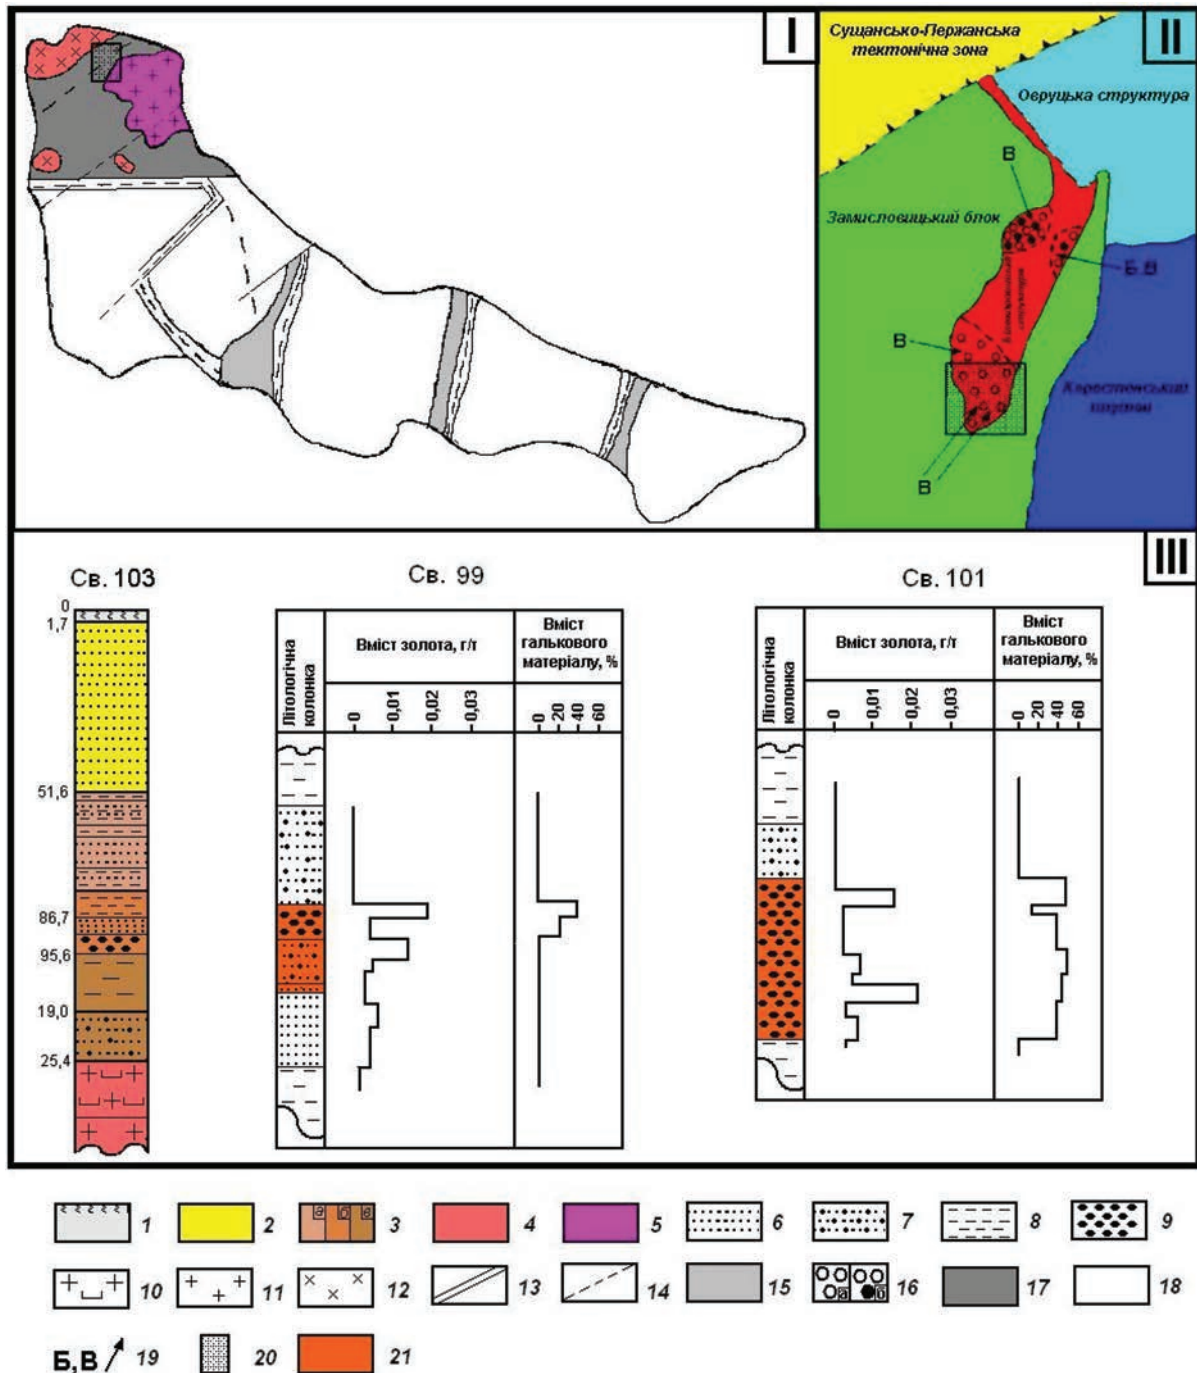 I
II
Сущансько-Пержанська
тектонічна зона
Овруцька структура
В
Замисловицький блок
Б,В
структура
В
В
III
Св. 103
0
1,7
51,6
86,7
95,6
19,0
25,4
Св. 99
Літологічна
колонка
Вміст золота, г/т
Вміст
галькового
матеріалу, %
0
0,01
0,02
0,03
0
20
40
60
Св. 101
Літологічна
колонка
Вміст золота, г/т
Вміст
галькового
матеріалу, %
0
0,01
0,02
0,03
0
20
40
60
1
2
а б в 3
4
5
6
7
8
9
10
11
12
13
14
15
а б 16
17
18
Б,В 19
20
21